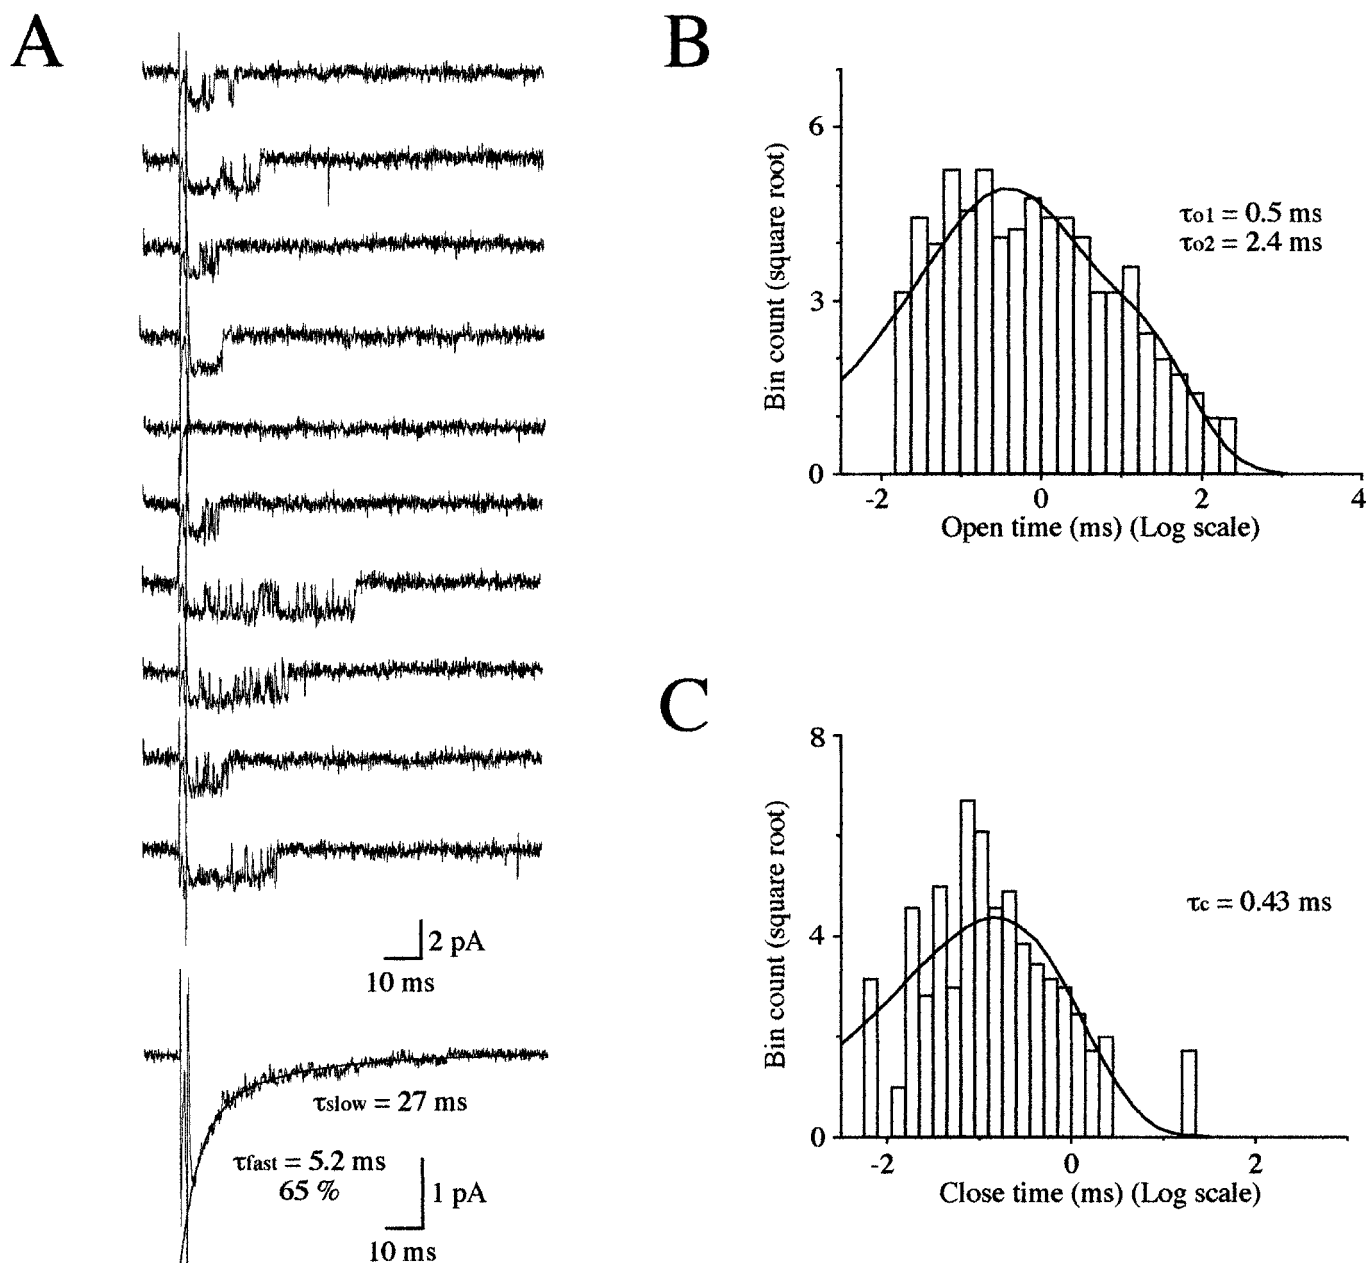 A
2 pA
10 ms
τslow = 27 ms
τfast = 5.2 ms
65 %
1 pA
10 ms
B
Bin count (square root)
6
3
0
τo1 = 0.5 ms
τo2 = 2.4 ms
-2 0 2 4
Open time (ms) (Log scale)
C
Bin count (square root)
8
4
0
τc = 0.43 ms
-2 0 2
Close time (ms) (Log scale)